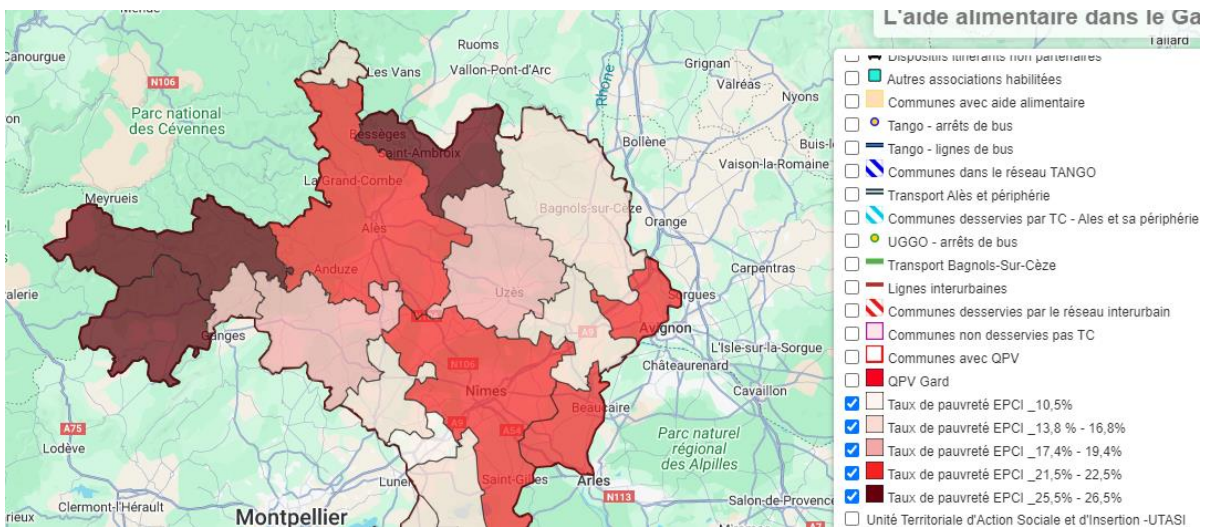 L'aide alimentaire dans le Ga
Tallard
Dispositifs itinérants non partenaires
Autres associations habilitées
Communes avec aide alimentaire
Tango - arrêts de bus
Tango - lignes de bus
Communes dans le réseau TANGO
Transport Alès et périphérie
Communes desservies par TC - Ales et sa périphérie
UGGO - arrêts de bus
Transport Bagnols-Sur-Cèze
Lignes interurbaines
Communes desservies par le réseau interurbain
Communes non desservies pas TC
Communes avec QPV
QPV Gard
Taux de pauvreté EPCI _10,5%
Taux de pauvreté EPCI _13,8 % - 16,8%
Taux de pauvreté EPCI _17,4% - 19,4%
Taux de pauvreté EPCI _21,5% - 22,5%
Taux de pauvreté EPCI _25,5% - 26,5%
Unité Territoriale d'Action Sociale et d'Insertion -UTASI
Canourgue
Ruoms
Les Vans
Vallon-Pont-d'Arc
Grignan
Valréas
Nyons
N106
Parc national
des Cévennes
Rhone
Bessèges
Saint-Ambroix
Bollène
Buis-l
Vaison-la-Romaine
La Grand-Combe
Meyrueis
Bagnols-sur-Cèze
Orange
Alès
Anduze
Uzès
Carpentras
Sorgues
valerie
Ganges
A9
Avignon
L'Isle-sur-la-Sorgue
N106
Châteaurenard
Nîmes
Cavaillon
Beaucaire
A75
A9
A54
Parc naturel
régional
des Alpilles
Lodève
Lunel
Saint-Gilles
Arles
N113
Salon-de-Provence
Clermont-l'Hérault
Montpellier
rieux
A7